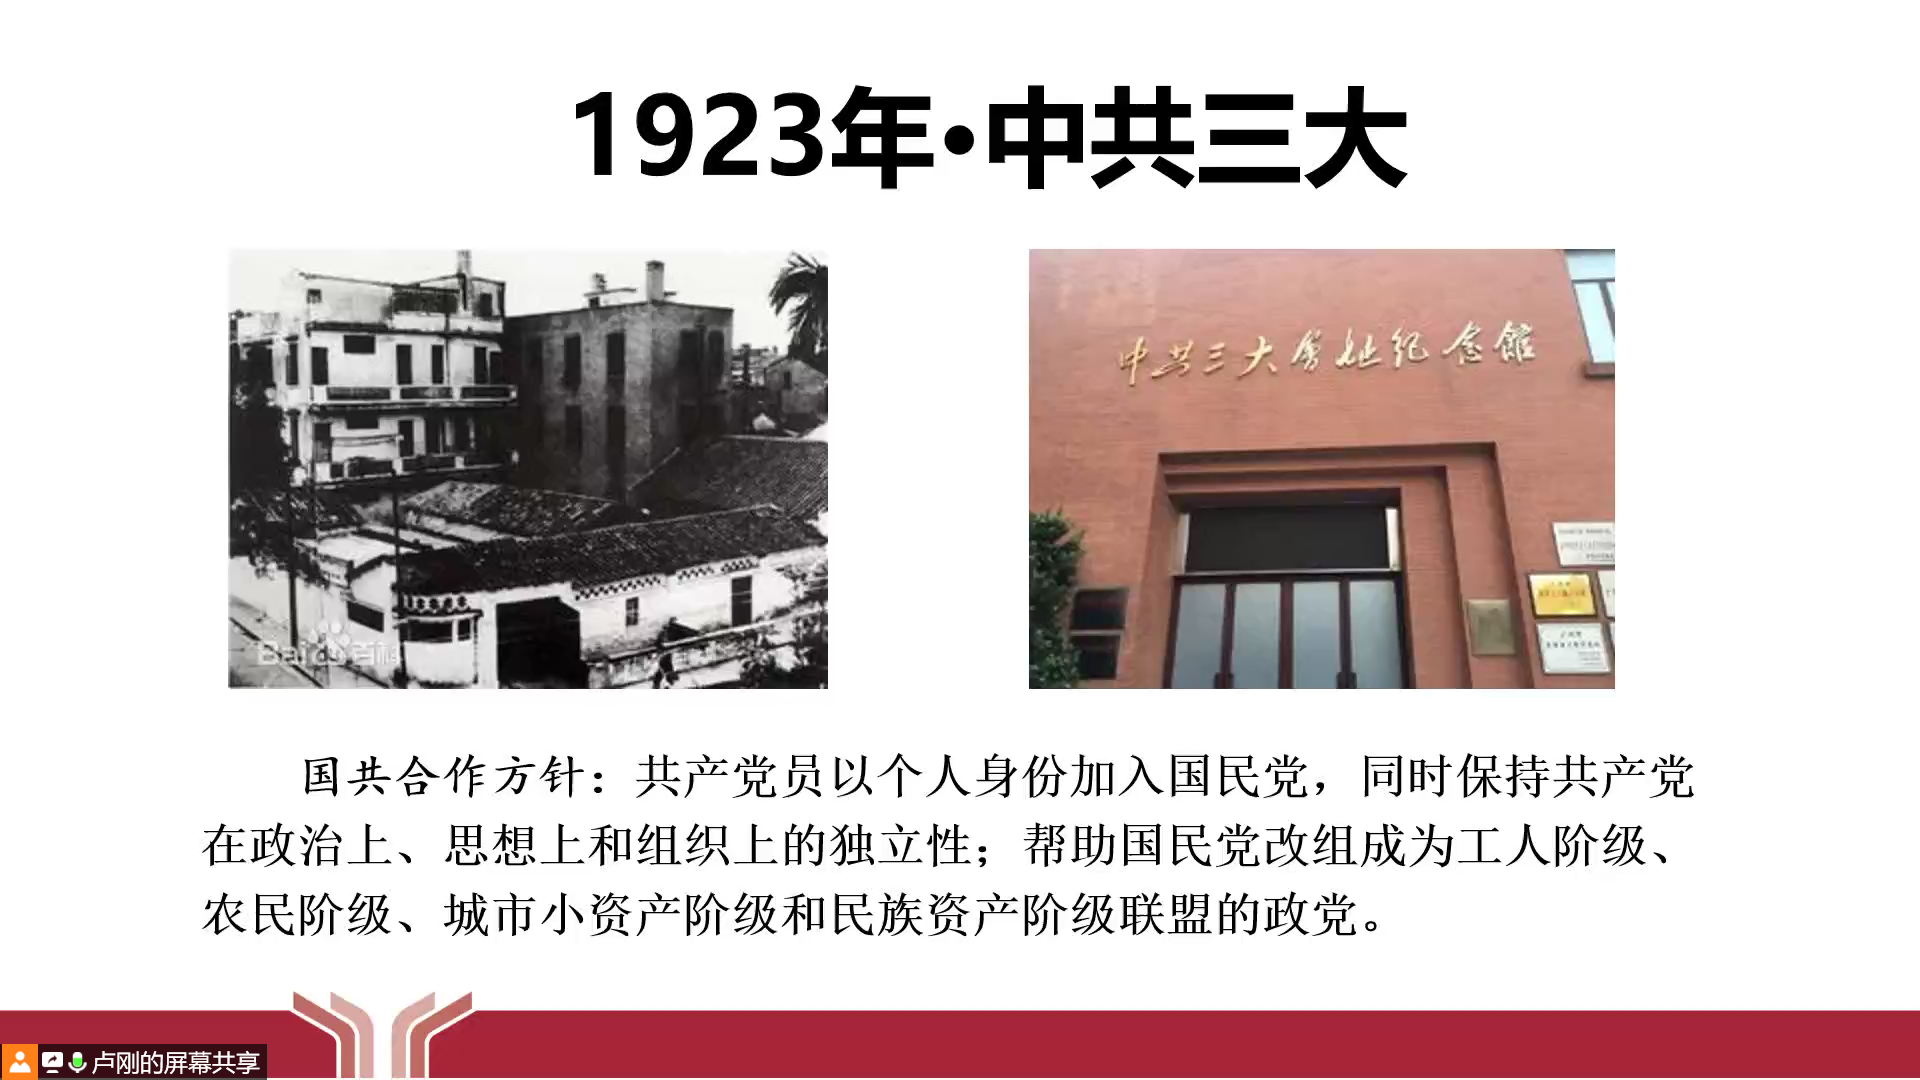 1923年·中共三大
中共三大會址纪念館
Baidu百科
国共合作方针：共产党员以个人身份加入国民党，同时保持共产党
在政治上、思想上和组织上的独立性；帮助国民党改组成为工人阶级、
农民阶级、城市小资产阶级和民族资产阶级联盟的政党。
卢刚的屏幕共享